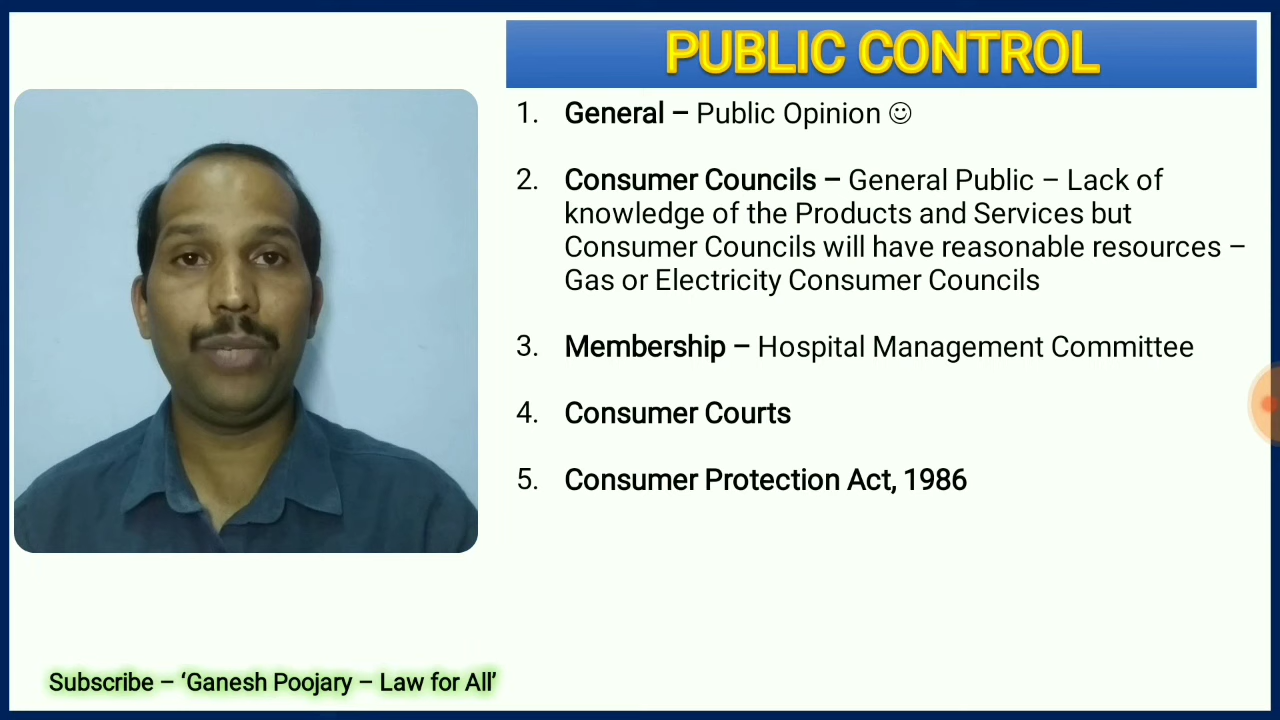 PUBLIC CONTROL
1. General – Public Opinion ☺
2. Consumer Councils – General Public – Lack of
knowledge of the Products and Services but
Consumer Councils will have reasonable resources –
Gas or Electricity Consumer Councils
3. Membership – Hospital Management Committee
4. Consumer Courts
5. Consumer Protection Act, 1986
Subscribe – ‘Ganesh Poojary – Law for All’